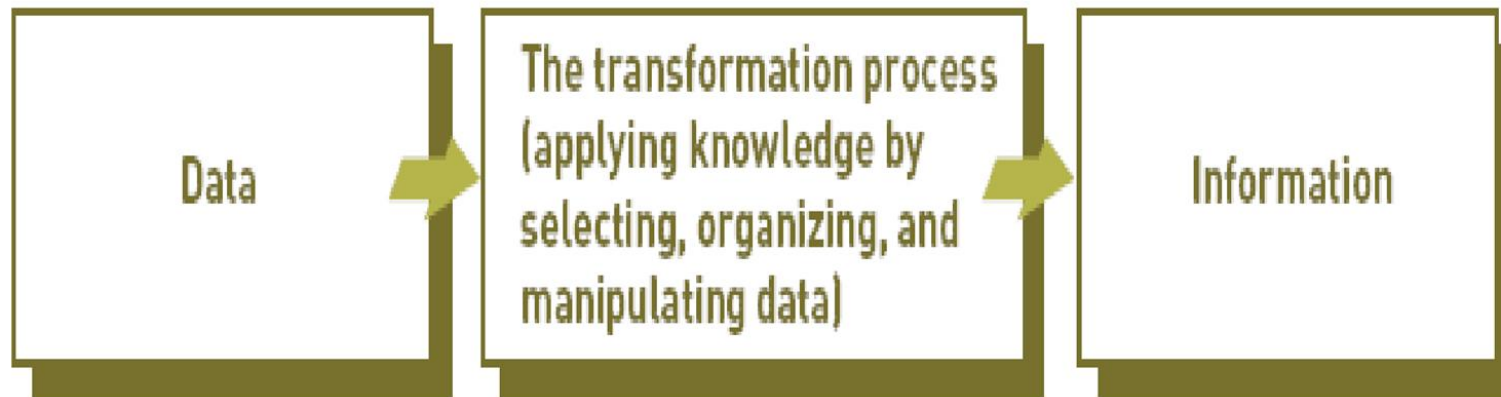 Data
The transformation process
(applying knowledge by
selecting, organizing, and
manipulating data)
Information